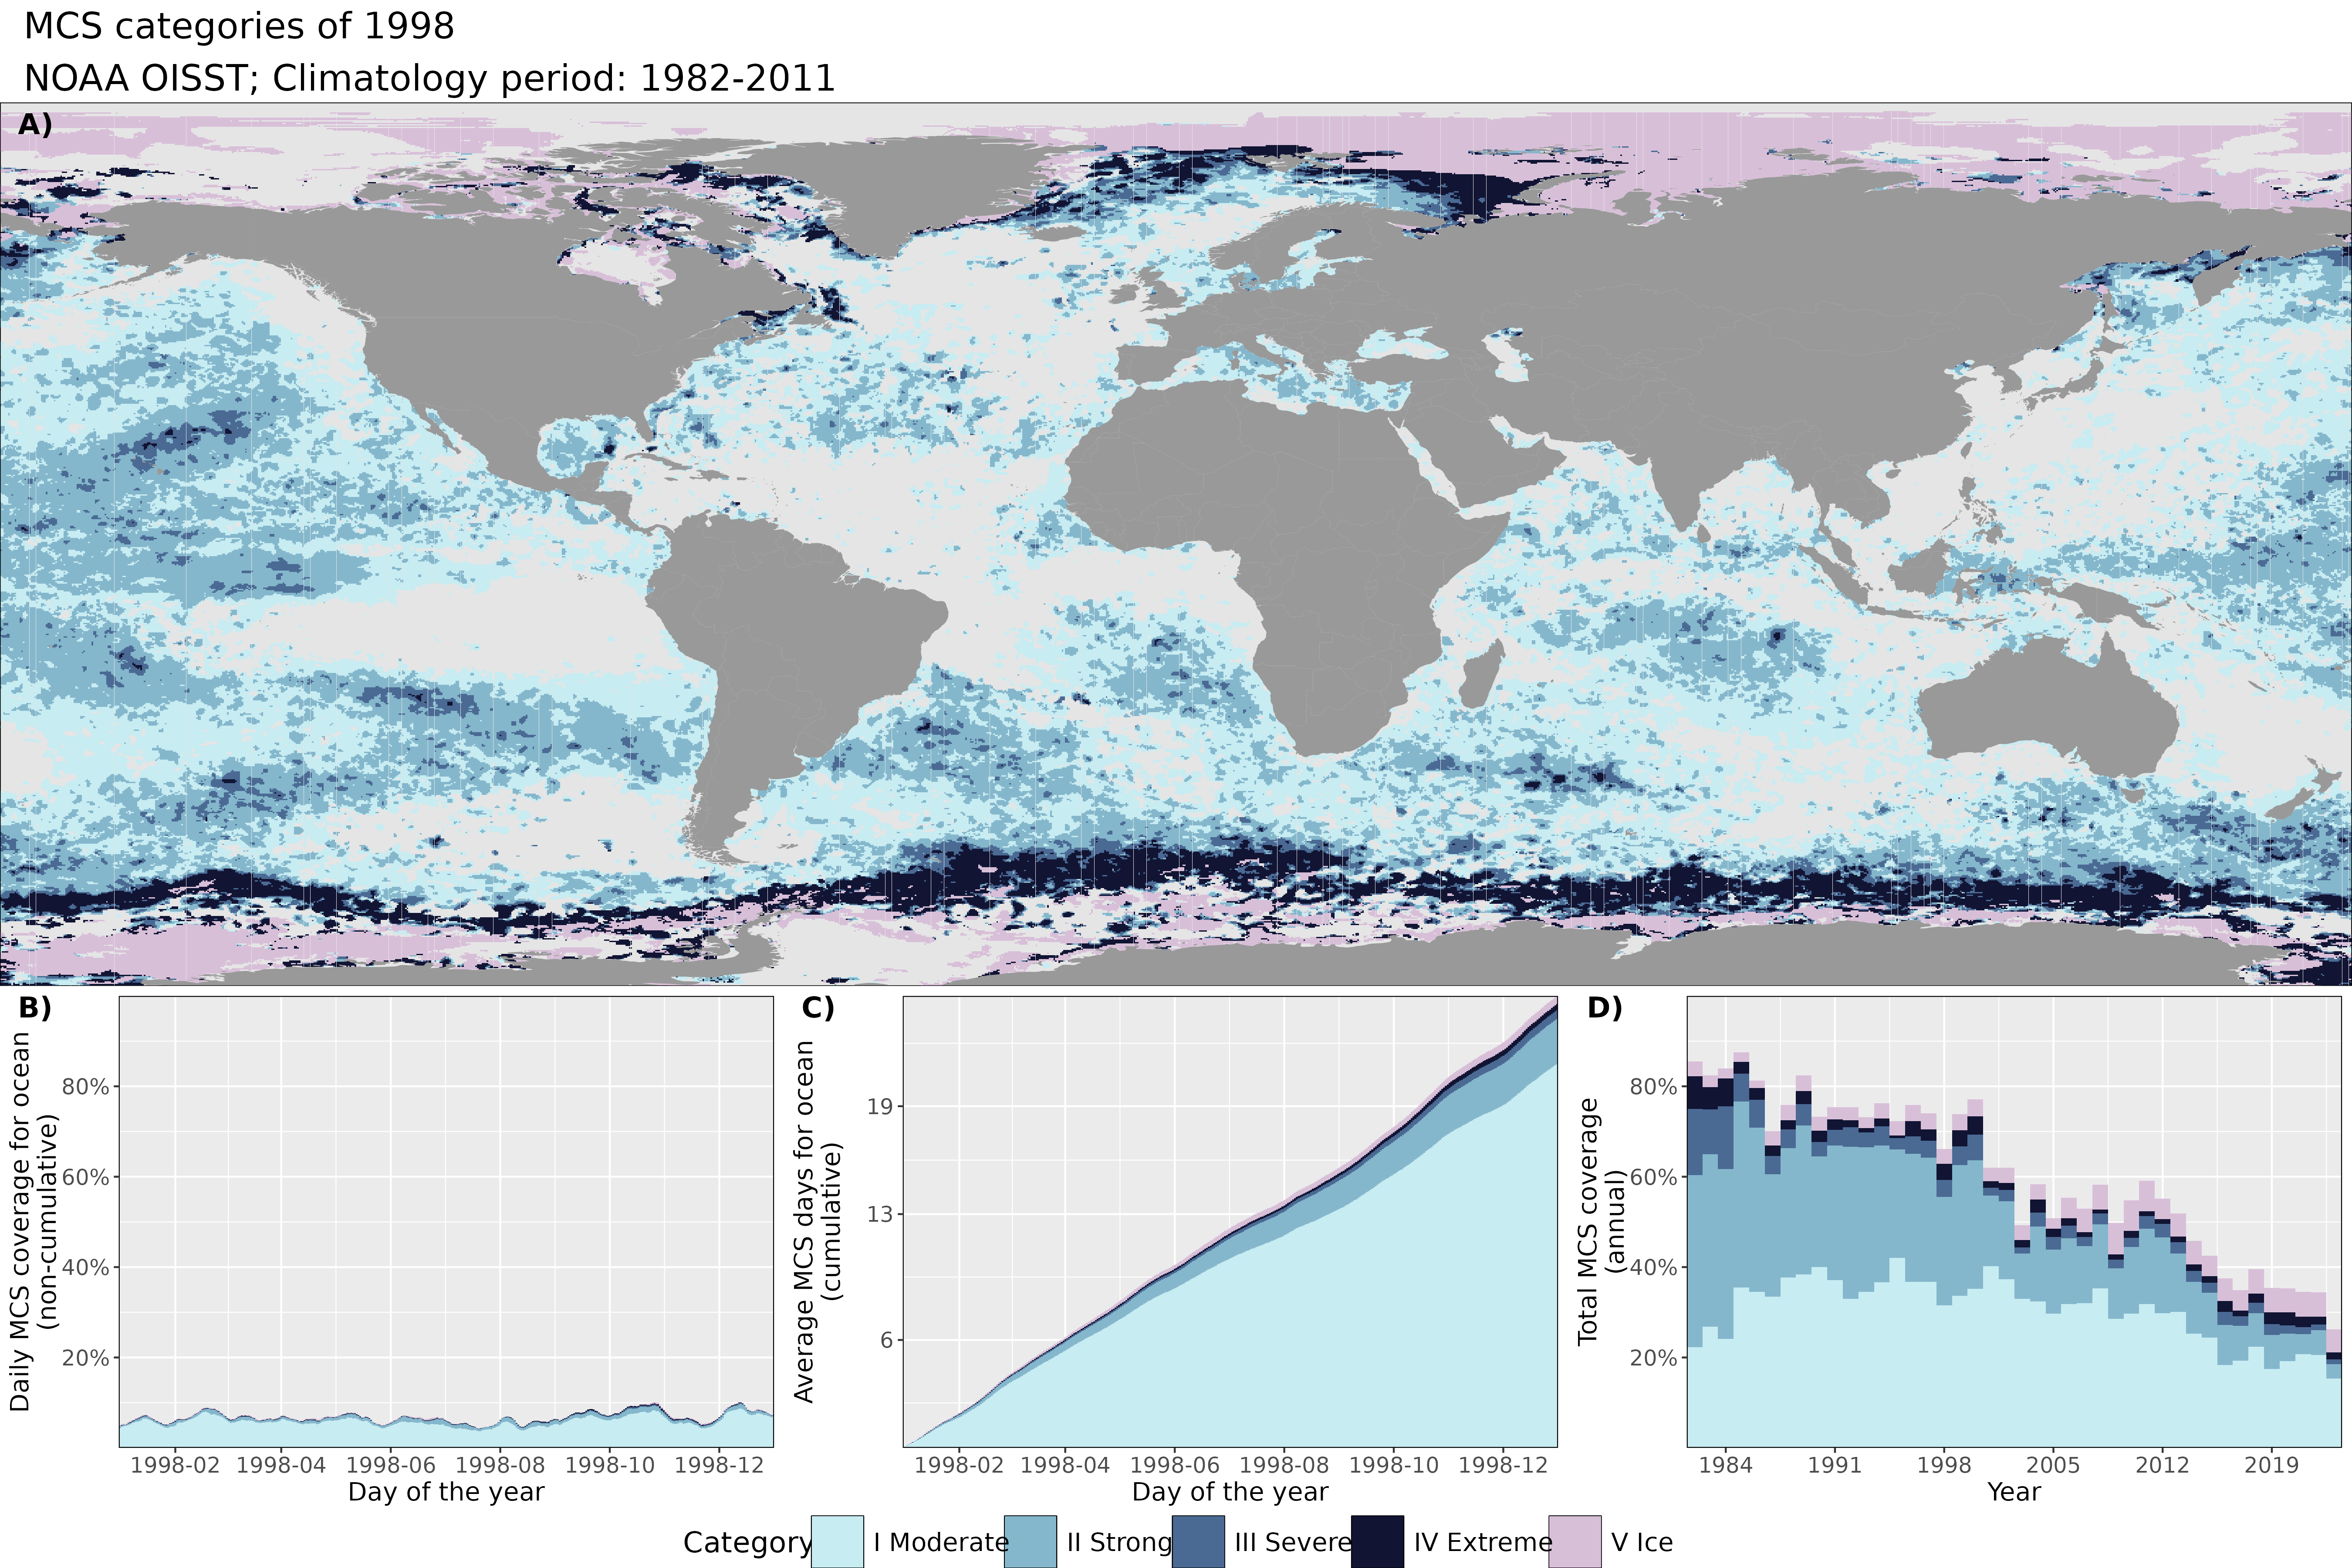 MCS categories of 1998
NOAA OISST; Climatology period: 1982-2011
A)
B)
Daily MCS coverage for ocean
(non-cumulative)
80%
60%
40%
20%
1998-02 1998-04 1998-06 1998-08 1998-10 1998-12
Day of the year
C)
Average MCS days for ocean
(cumulative)
19
13
6
1998-02 1998-04 1998-06 1998-08 1998-10 1998-12
Day of the year
D)
Total MCS coverage
(annual)
80%
60%
40%
20%
1984 1991 1998 2005 2012 2019
Year
Category I Moderate II Strong III Severe IV Extreme V Ice